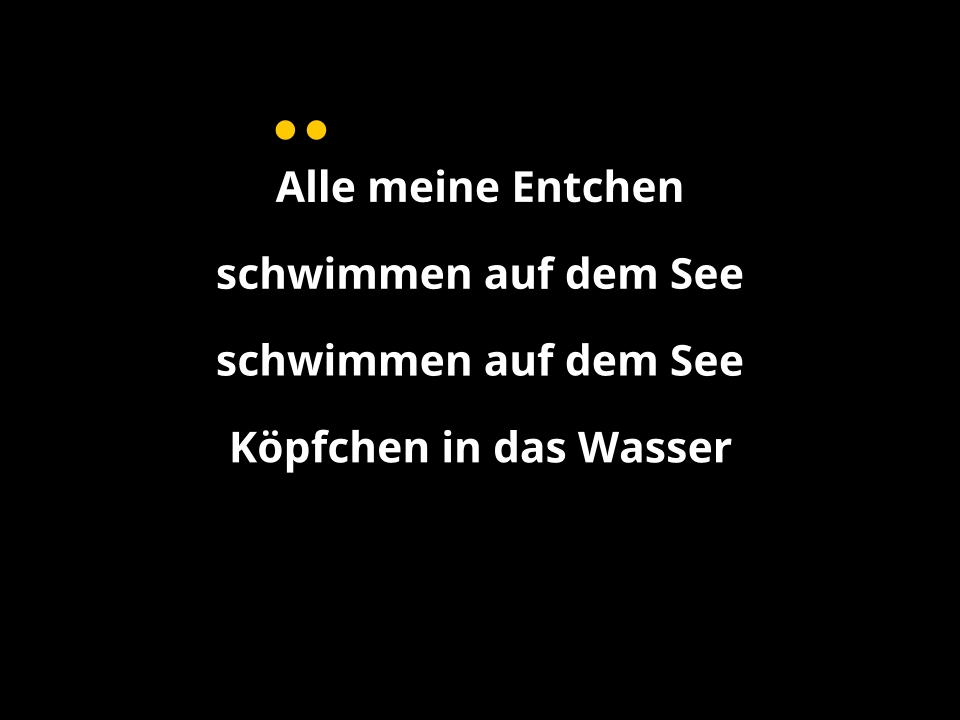 Alle meine Entchen
schwimmen auf dem See
schwimmen auf dem See
Köpfchen in das Wasser